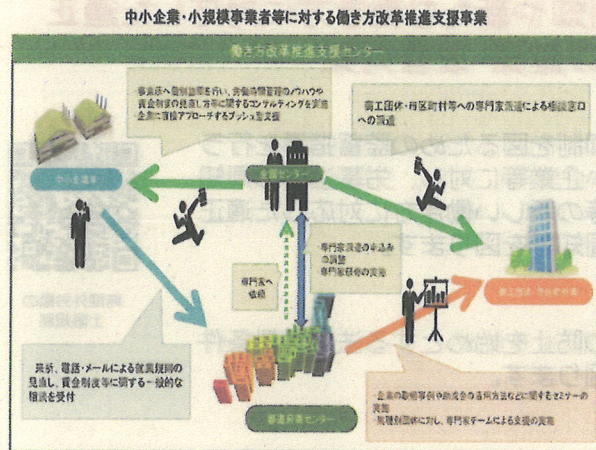 中小企業・小規模事業者等に対する働き方改革推進支援事業
働き方改革推進支援センター
・事業所へ個別訪問を行い、労働時間管理のノウハウや
賃金制度の見直し方等に関するコンサルティングを実施
・企業に直接アプローチするプッシュ型支援
商工団体・市区町村等への専門家派遣による相談窓口
への派遣
中小企業等
全国センター
・専門家派遣の申込み
の調整
・専門家研修の実施
専門家へ
依頼
商工団体・市区町村等
来所、電話・メールによる就業規則の
見直し、賃金制度等に関する一般的な
相談を受付
都道府県センター
・企業の取組事例や助成金の活用方法などに関するセミナーの
実施
・業種別団体に対し、専門家チームによる支援の実施